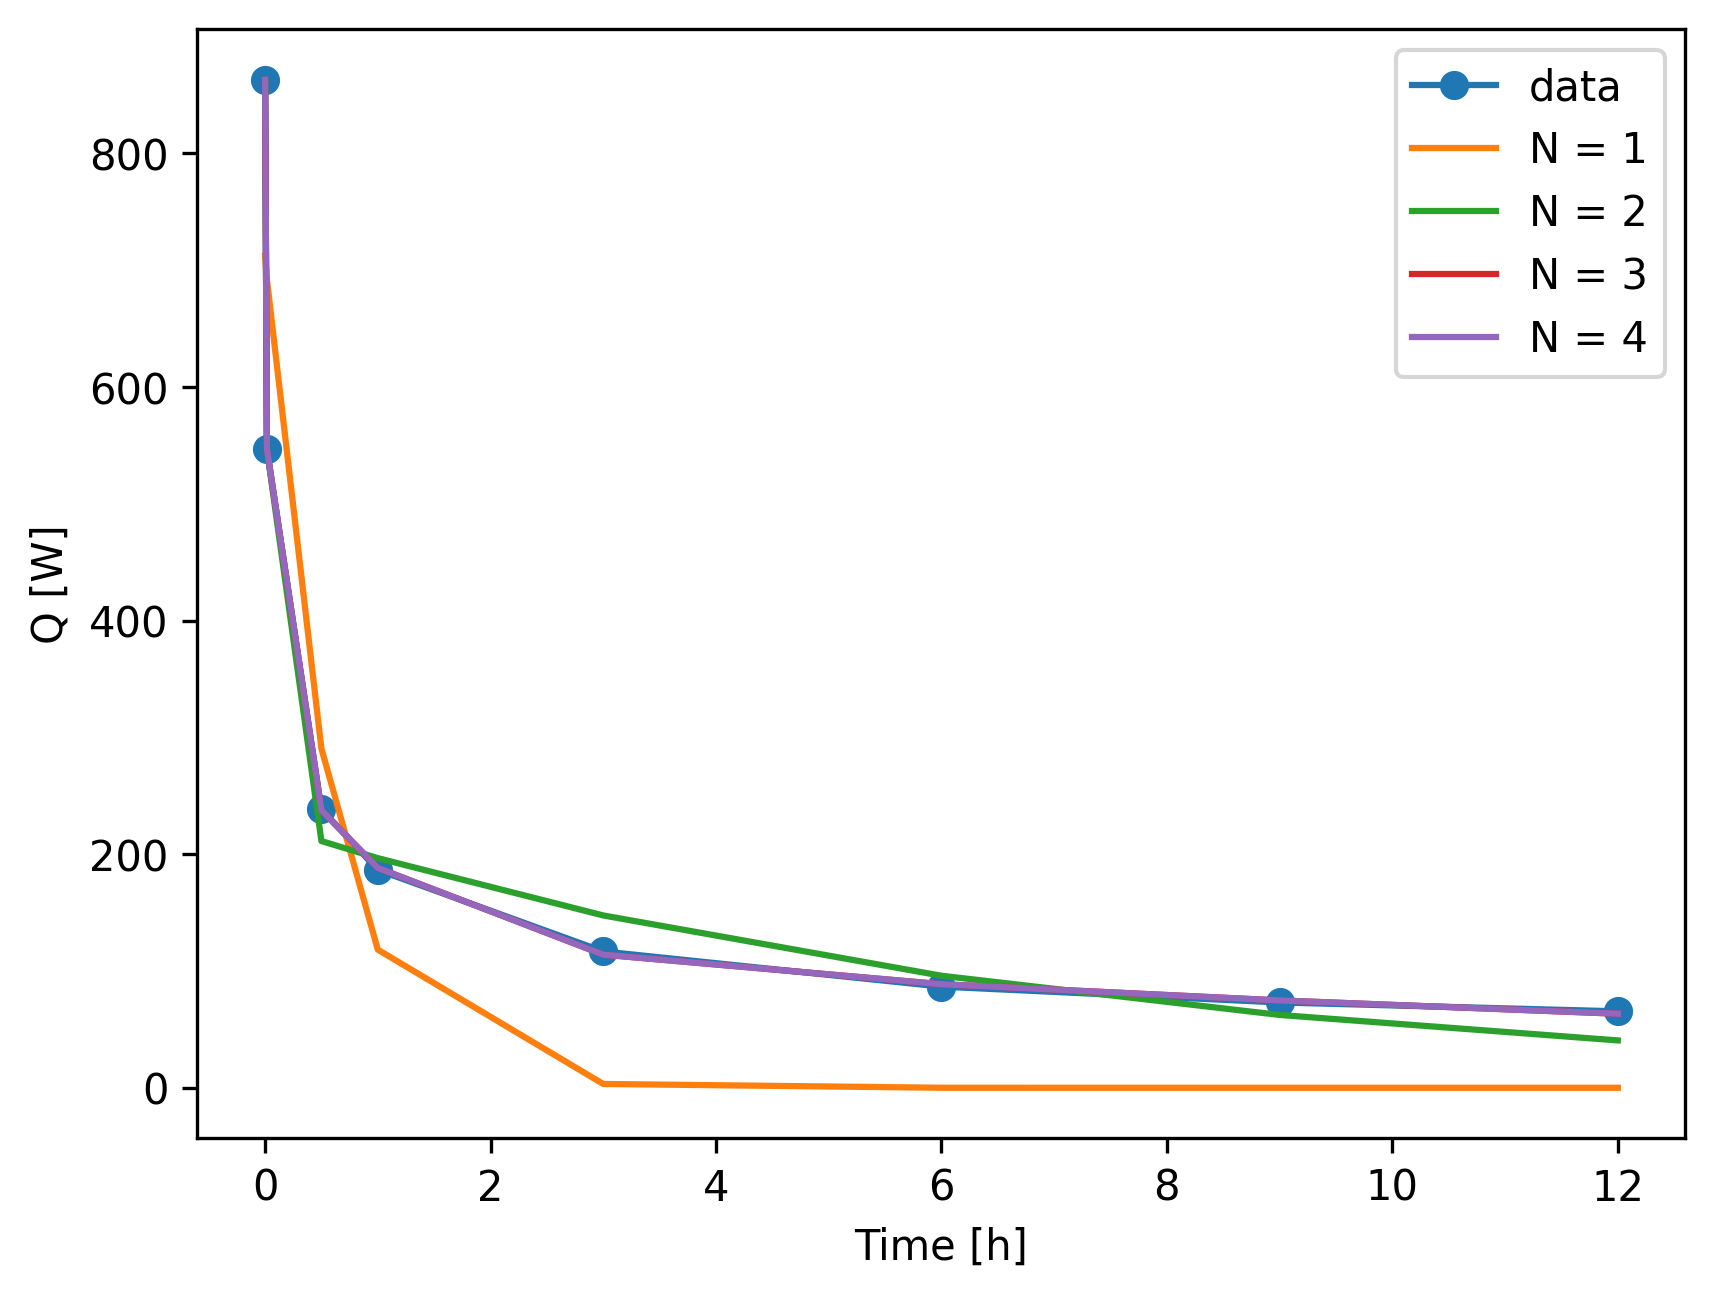 data
N = 1
N = 2
N = 3
N = 4
800
600
400
200
0
Q [W]
0 2 4 6 8 10 12
Time [h]